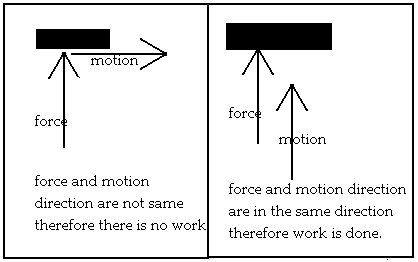 motion
force
force and motion
direction are not same
therefore there is no work
force
motion
force and motion direction
are in the same direction
therefore work is done.